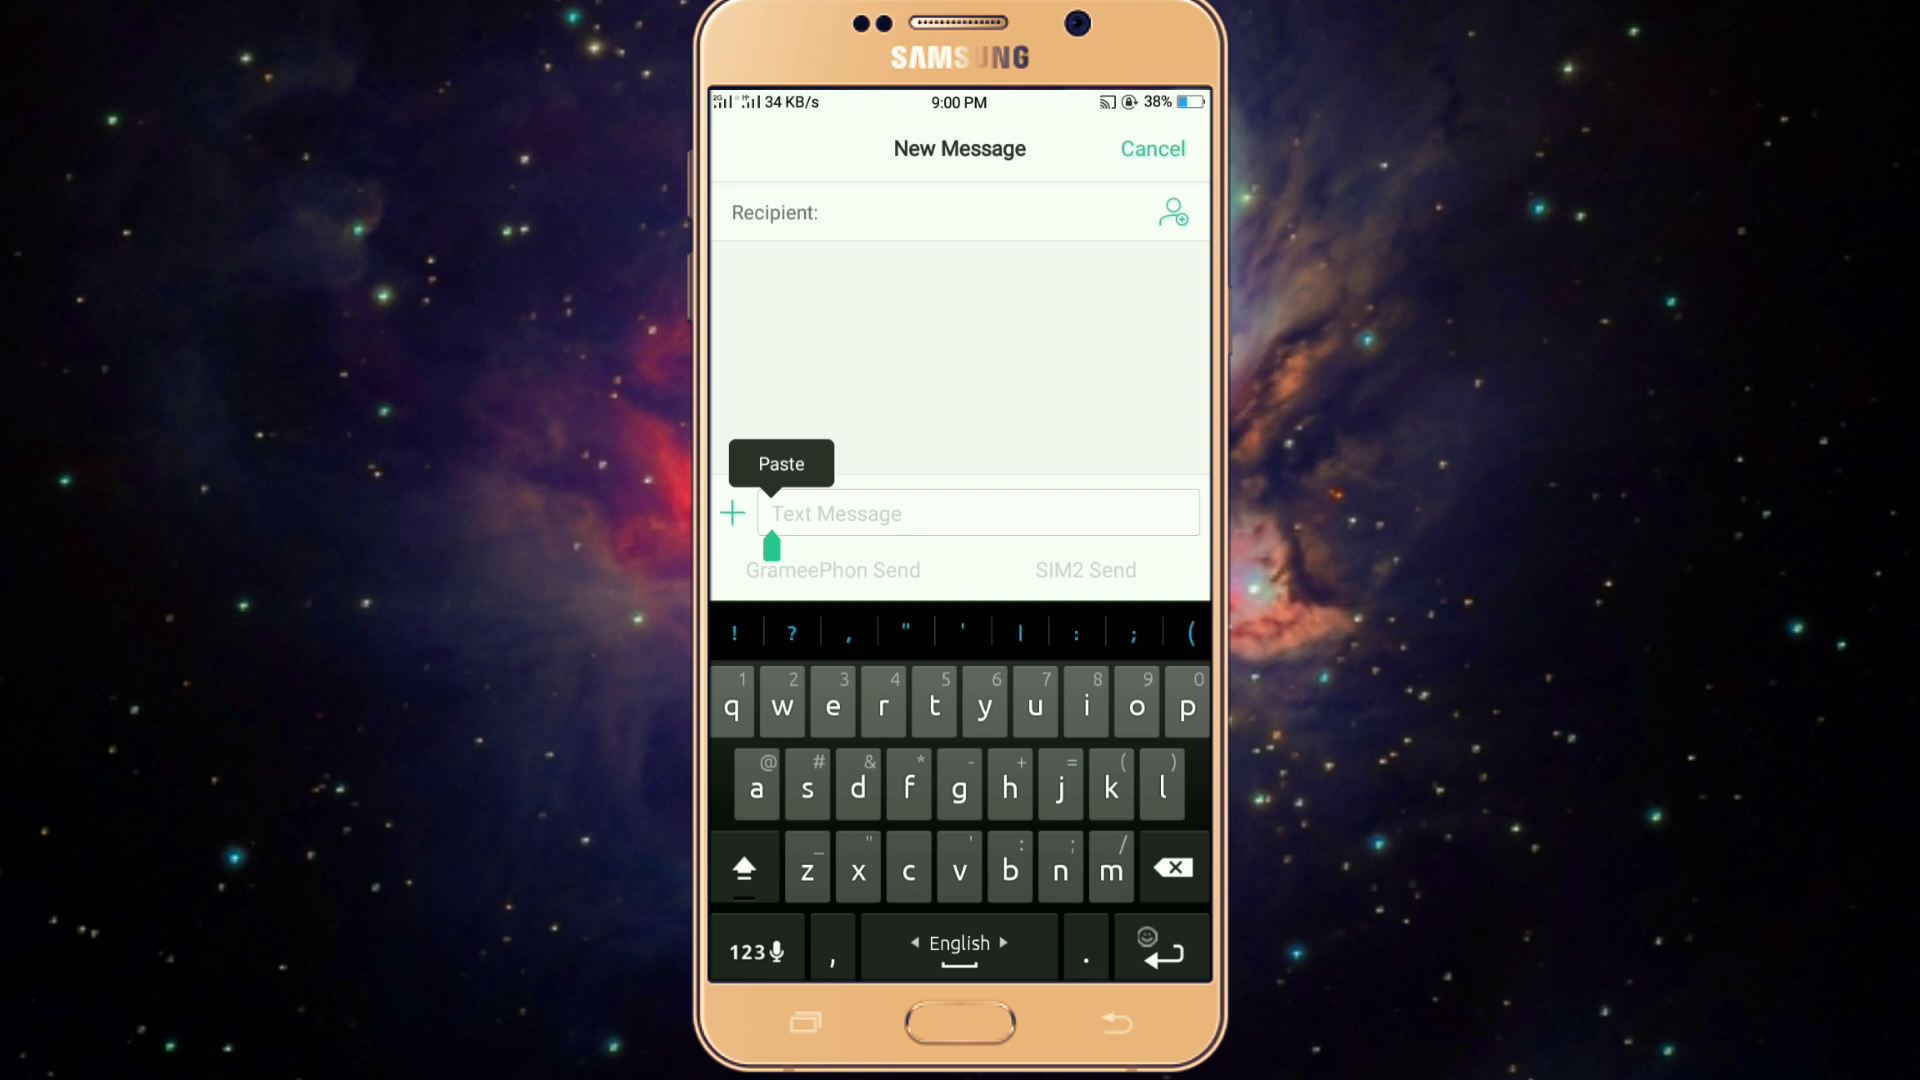 SAMSUNG
2G H+ 34 KB/s 9:00 PM 38%
New Message Cancel
Recipient:
Paste
Text Message
GrameePhon Send SIM2 Send
! ? , " ' | : ; (
1 2 3 4 5 6 7 8 9 0
q w e r t y u i o p
@ # & * - + = ( )
a s d f g h j k l
_ " ' : ; /
z x c v b n m
123 , English .